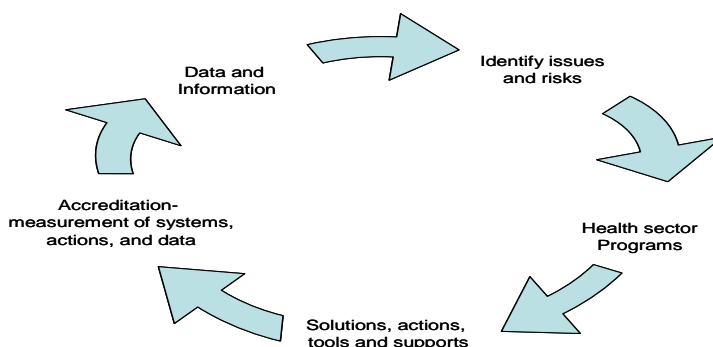 Data and
Information
Identify issues
and risks
Health sector
Programs
Solutions, actions,
tools and supports
Accreditation-
measurement of systems,
actions, and data